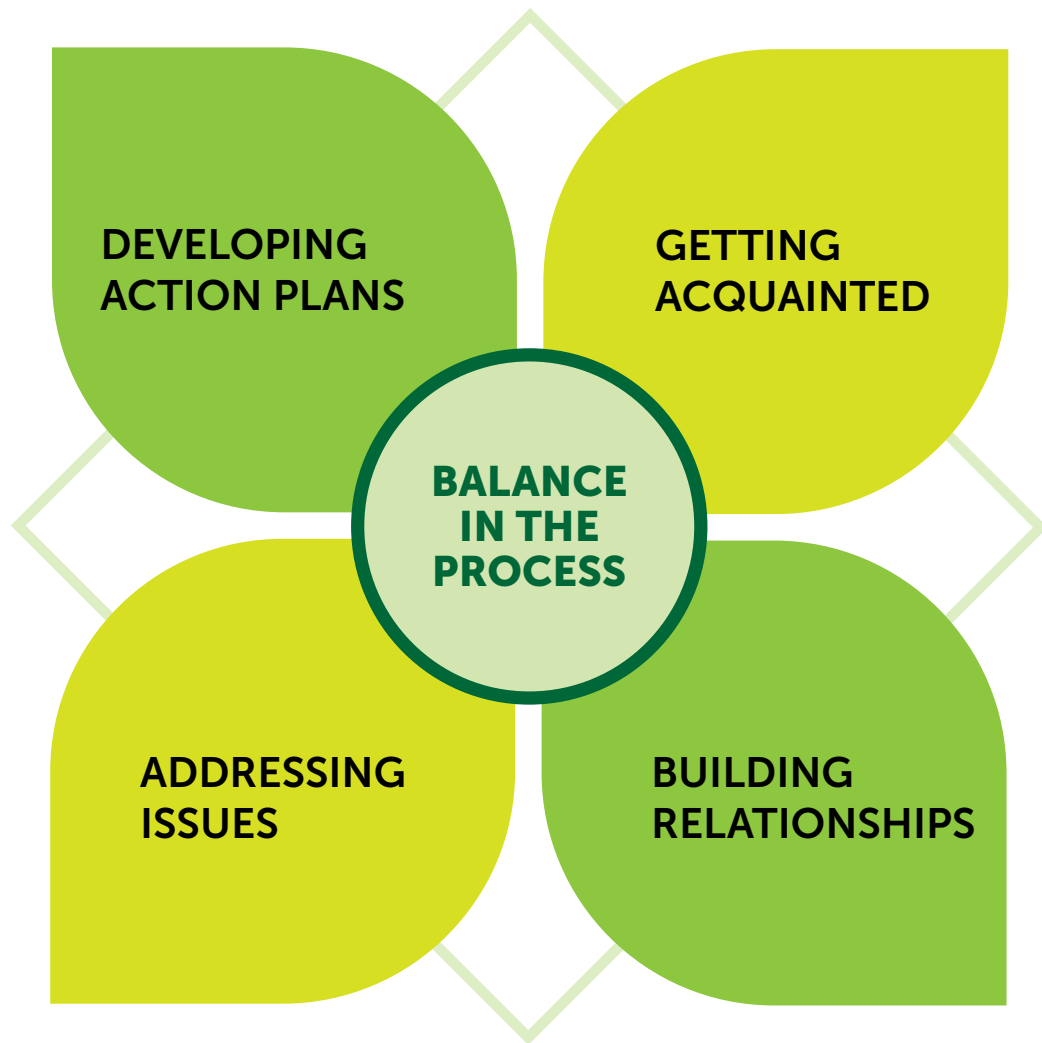 DEVELOPING
ACTION PLANS
GETTING
ACQUAINTED
BALANCE
IN THE
PROCESS
ADDRESSING
ISSUES
BUILDING
RELATIONSHIPS